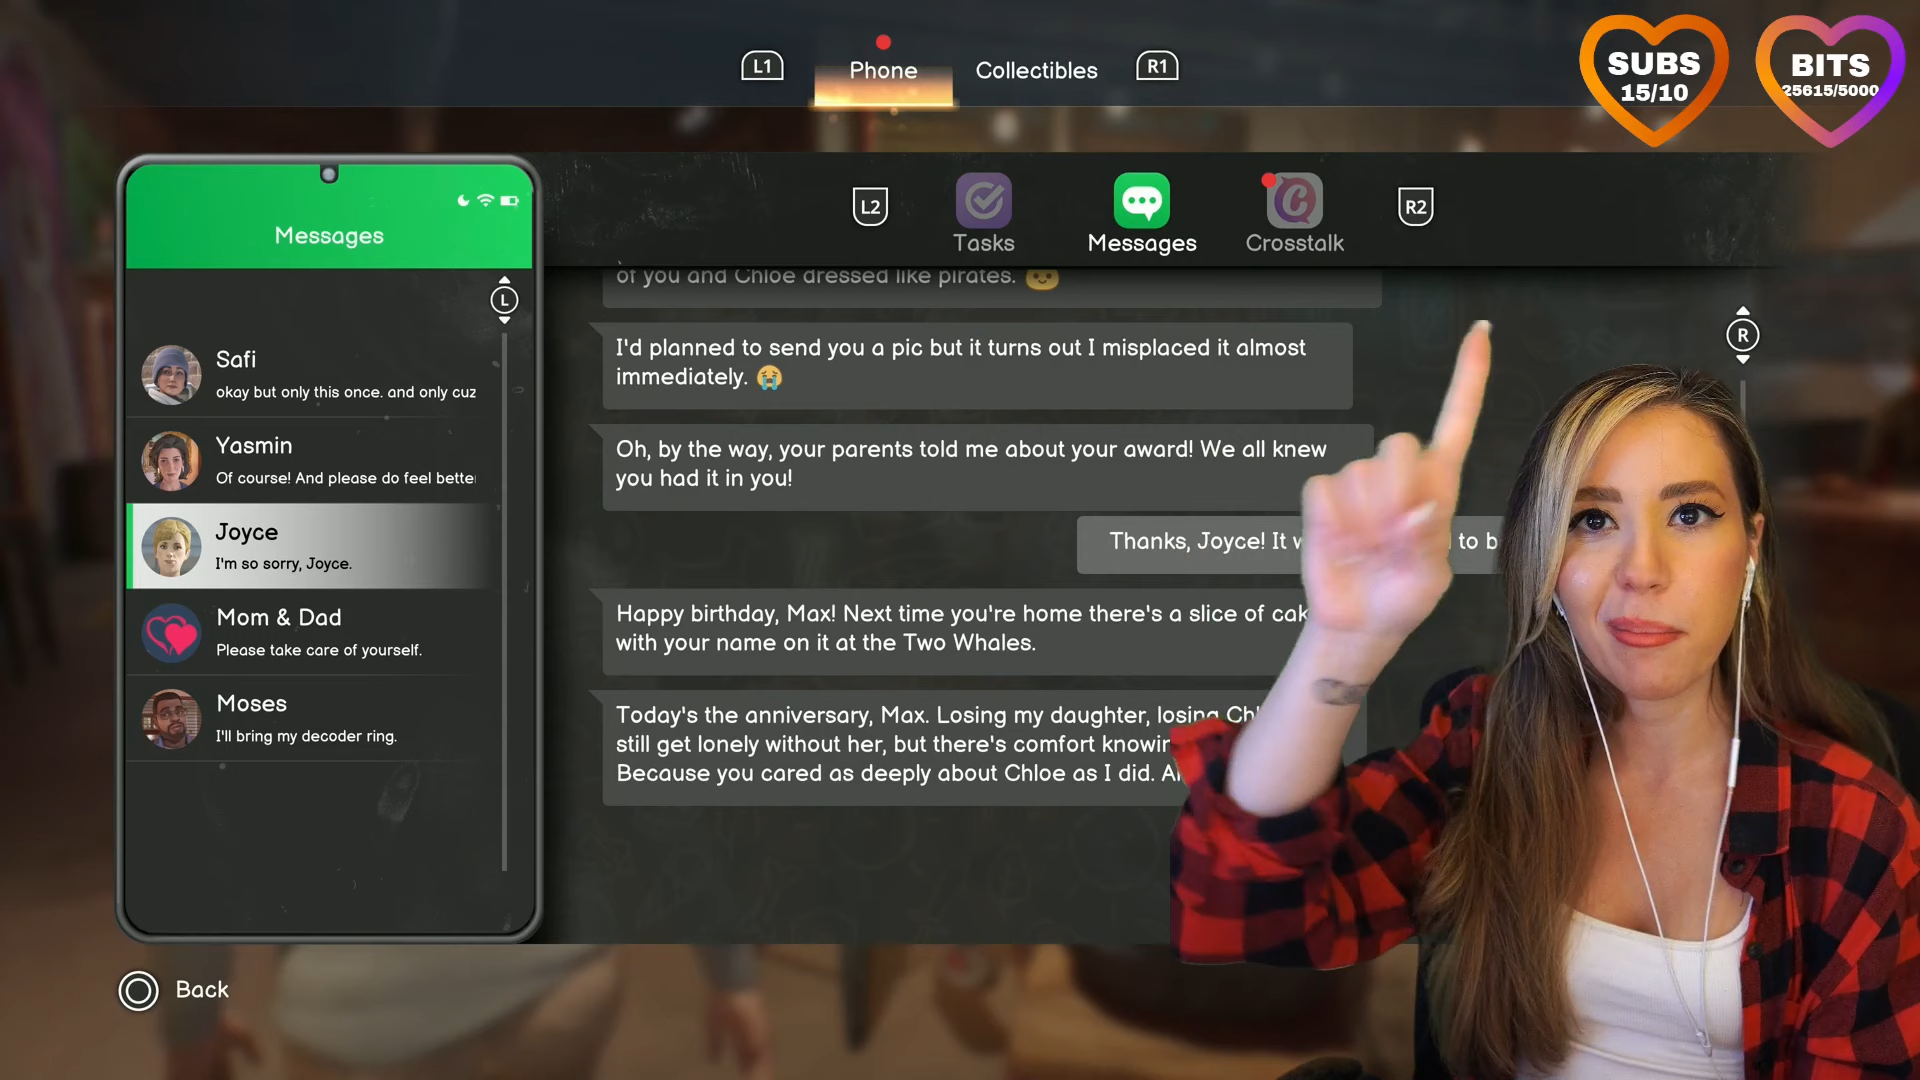 L1
Phone
Collectibles
R1
SUBS
15/10
BITS
25615/5000
Messages
L2
Tasks
Messages
Crosstalk
R2
L
R
Safi
okay but only this once. and only cuz
Yasmin
Of course! And please do feel bette
Joyce
I'm so sorry, Joyce.
Mom & Dad
Please take care of yourself.
Moses
I'll bring my decoder ring.
of you and Chloe dressed like pirates.
I'd planned to send you a pic but it turns out I misplaced it almost
immediately.
Oh, by the way, your parents told me about your award! We all knew
you had it in you!
Thanks, Joyce! It to b
Happy birthday, Max! Next time you're home there's a slice of cak
with your name on it at the Two Whales.
Today's the anniversary, Max. Losing my daughter, losing Ch
still get lonely without her, but there's comfort knowin
Because you cared as deeply about Chloe as I did.
Back